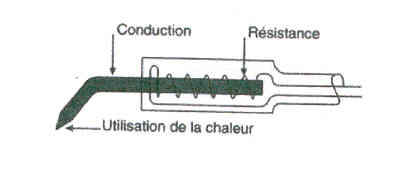 Conduction
Résistance
Utilisation de la chaleur